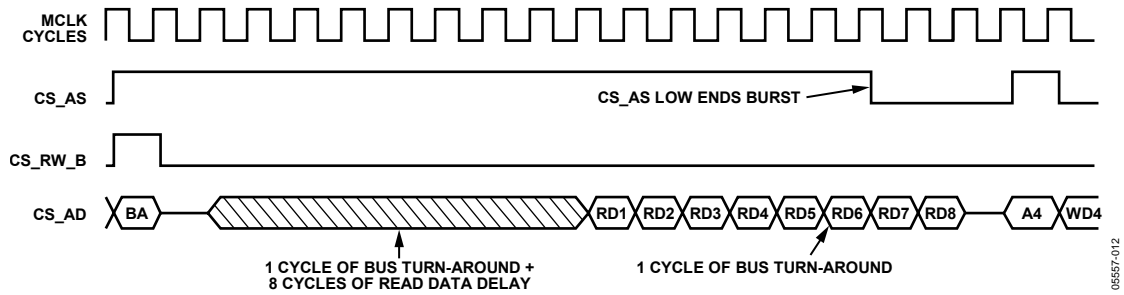 MCLK
CYCLES
CS_AS
CS_AS LOW ENDS BURST
CS_RW_B
CS_AD
BA
RD1
RD2
RD3
RD4
RD5
RD6
RD7
RD8
A4
WD4
1 CYCLE OF BUS TURN-AROUND +
8 CYCLES OF READ DATA DELAY
1 CYCLE OF BUS TURN-AROUND
05557-012